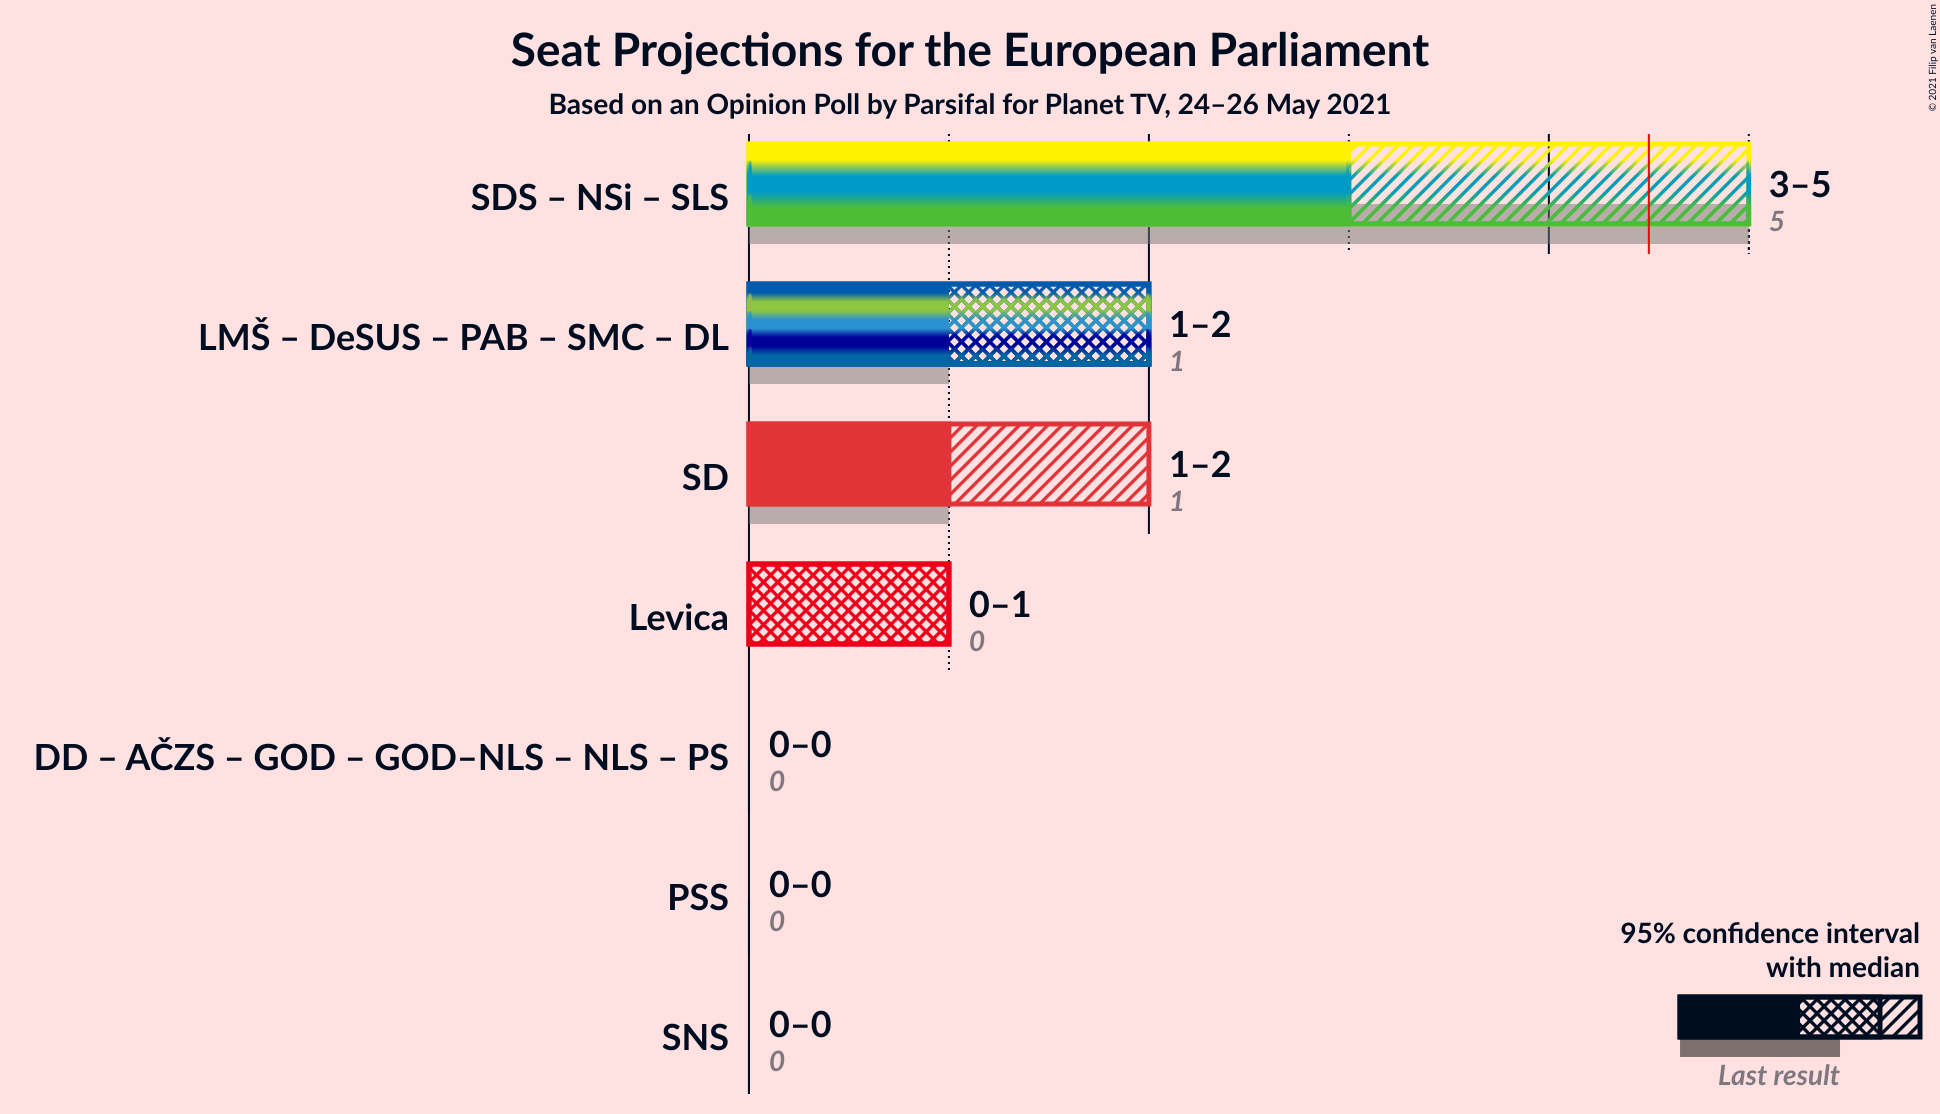 Seat Projections for the European Parliament
Based on an Opinion Poll by Parsifal for Planet TV, 24–26 May 2021
© 2021 Filip van Laenen
SDS – NSi – SLS
3–5
5
LMŠ – DeSUS – PAB – SMC – DL
1–2
1
SD
1–2
1
Levica
0–1
0
DD – AČZS – GOD – GOD–NLS – NLS – PS
0–0
0
PSS
0–0
0
SNS
0–0
0
95% confidence interval
with median
Last result